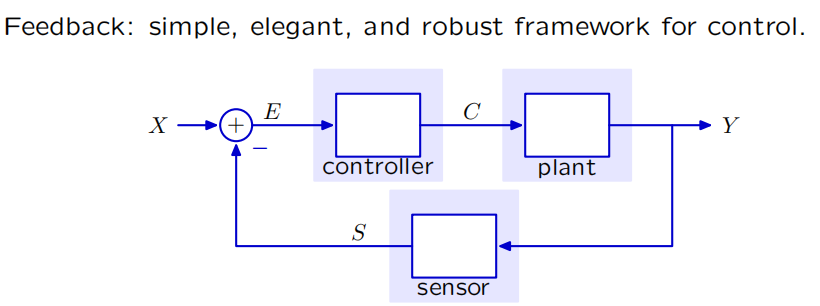 Feedback: simple, elegant, and robust framework for control.
X
+
E
C
Y
−
controller
plant
S
sensor